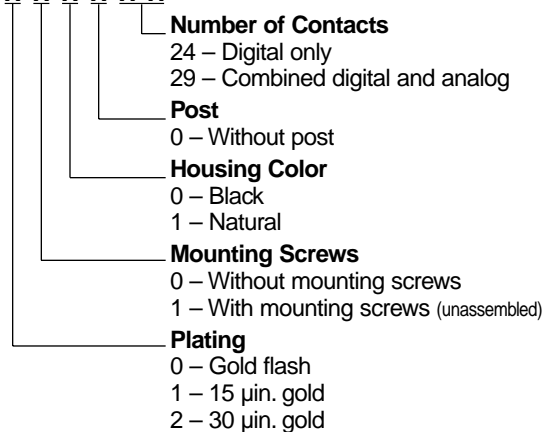 Number of Contacts
24 – Digital only
29 – Combined digital and analog
Post
0 – Without post
Housing Color
0 – Black
1 – Natural
Mounting Screws
0 – Without mounting screws
1 – With mounting screws (unassembled)
Plating
0 – Gold flash
1 – 15 µin. gold
2 – 30 µin. gold